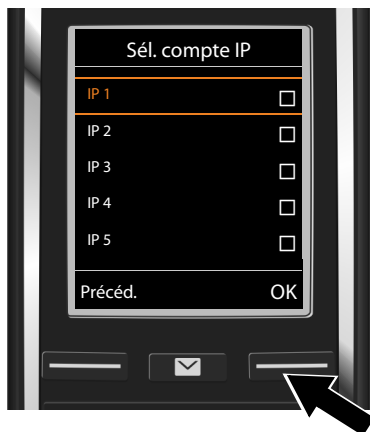 Sél. compte IP
IP 1
IP 2
IP 3
IP 4
IP 5
Précéd. OK